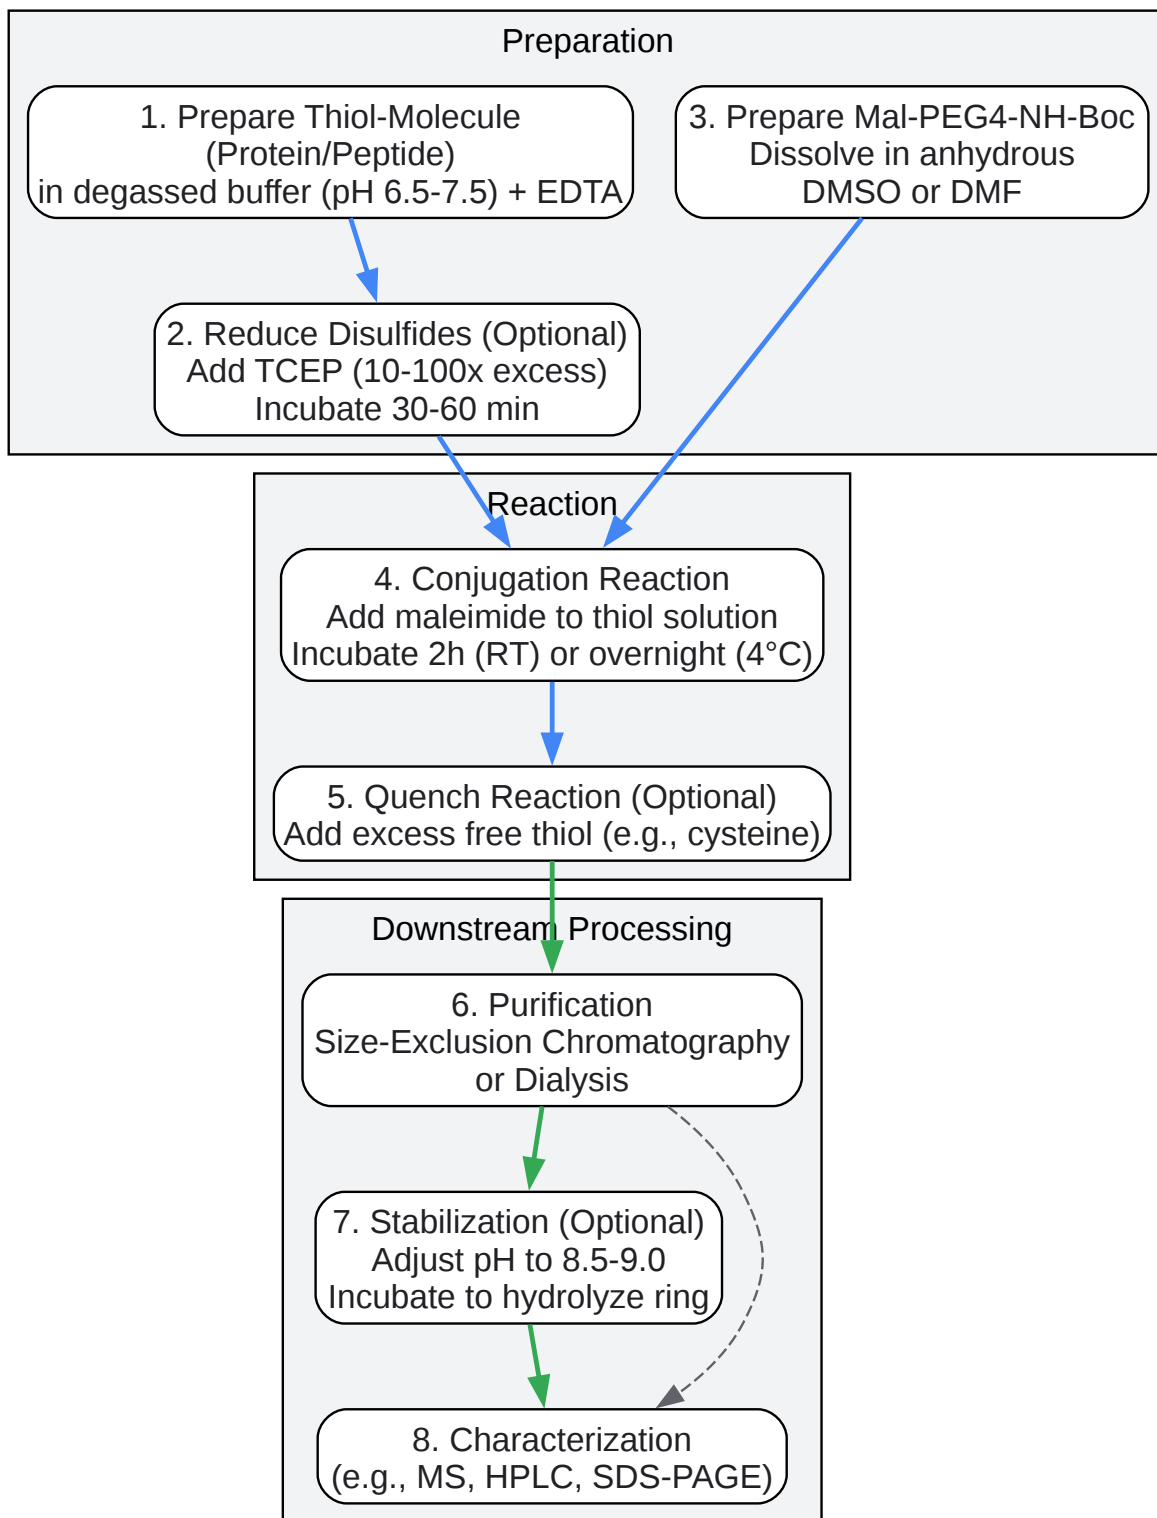 Preparation
1. Prepare Thiol-Molecule
(Protein/Peptide)
in degassed buffer (pH 6.5-7.5) + EDTA
3. Prepare Mal-PEG4-NH-Boc
Dissolve in anhydrous
DMSO or DMF
2. Reduce Disulfides (Optional)
Add TCEP (10-100x excess)
Incubate 30-60 min
Reaction
4. Conjugation Reaction
Add maleimide to thiol solution
Incubate 2h (RT) or overnight (4°C)
5. Quench Reaction (Optional)
Add excess free thiol (e.g., cysteine)
Downstream Processing
6. Purification
Size-Exclusion Chromatography
or Dialysis
7. Stabilization (Optional)
Adjust pH to 8.5-9.0
Incubate to hydrolyze ring
8. Characterization
(e.g., MS, HPLC, SDS-PAGE)